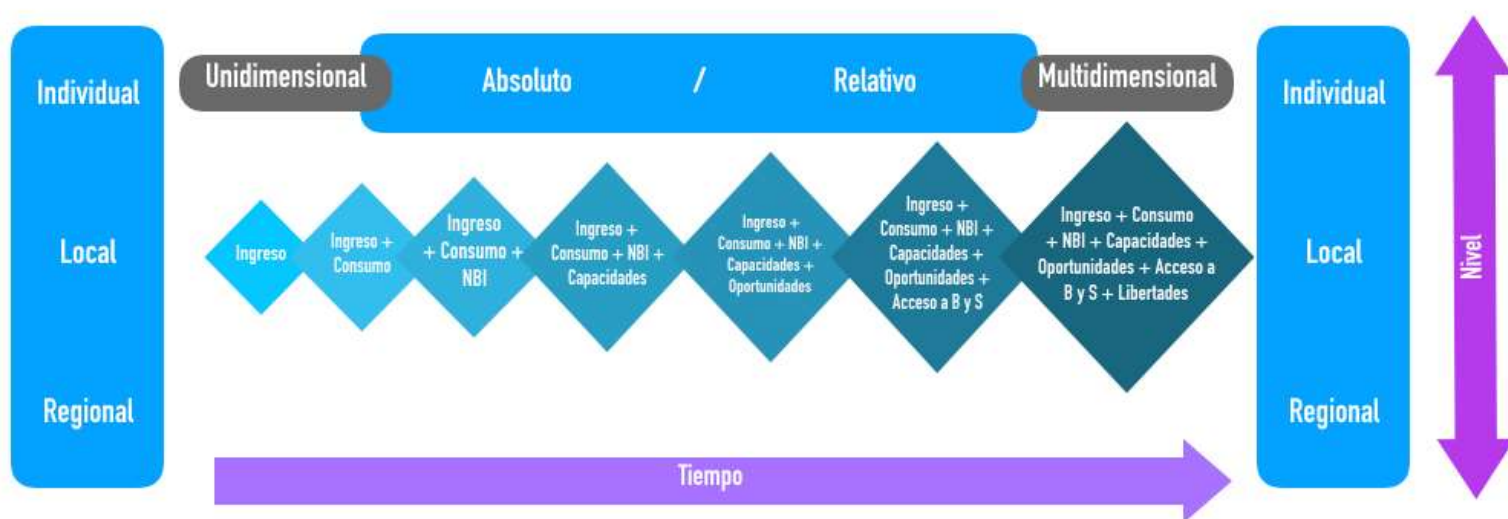 Individual
Local
Regional
Unidimensional
Absoluto / Relativo
Multidimensional
Ingreso
Ingreso +
Consumo
Ingreso
+ Consumo +
NBI
Ingreso +
Consumo + NBI +
Capacidades
Ingreso +
Consumo + NBI +
Capacidades +
Oportunidades
Ingreso +
Consumo + NBI +
Capacidades +
Oportunidades +
Acceso a B y S
Ingreso + Consumo
+ NBI + Capacidades +
Oportunidades + Acceso a
B y S + Libertades
Tiempo
Individual
Local
Regional
Nivel